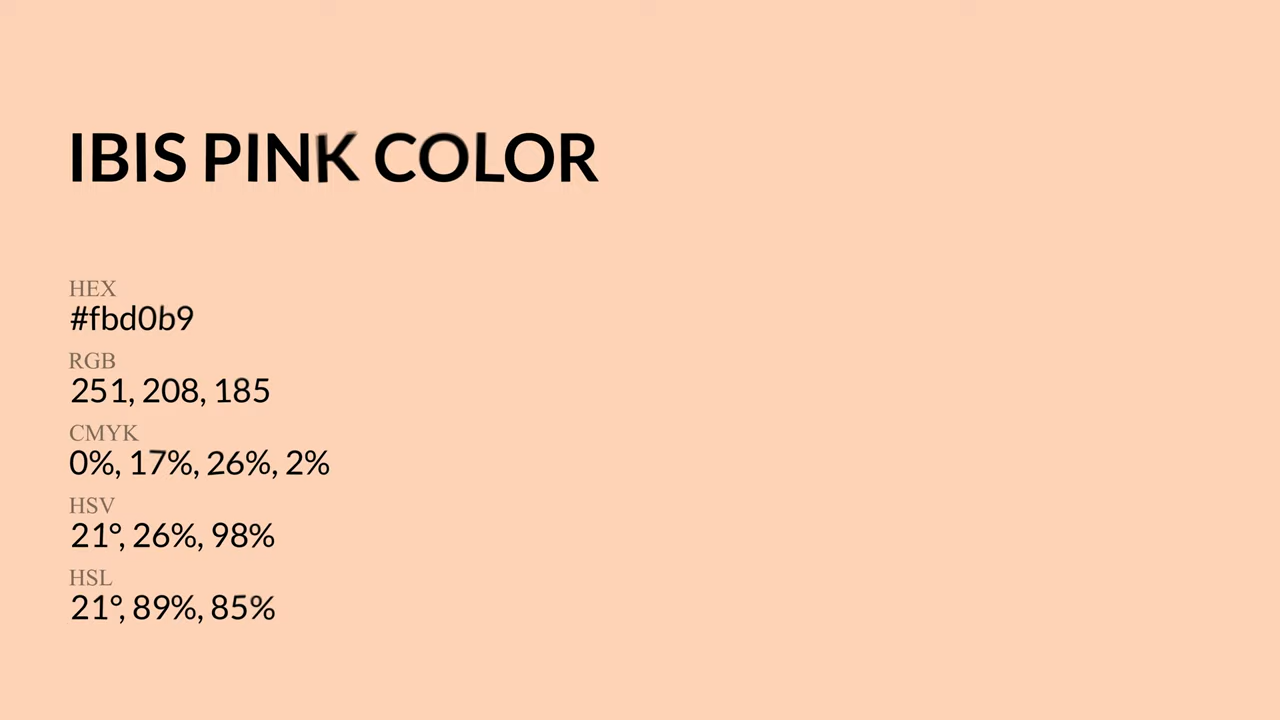 IBIS PINK COLOR
HEX
#fbd0b9
RGB
251, 208, 185
CMYK
0%, 17%, 26%, 2%
HSV
21°, 26%, 98%
HSL
21°, 89%, 85%